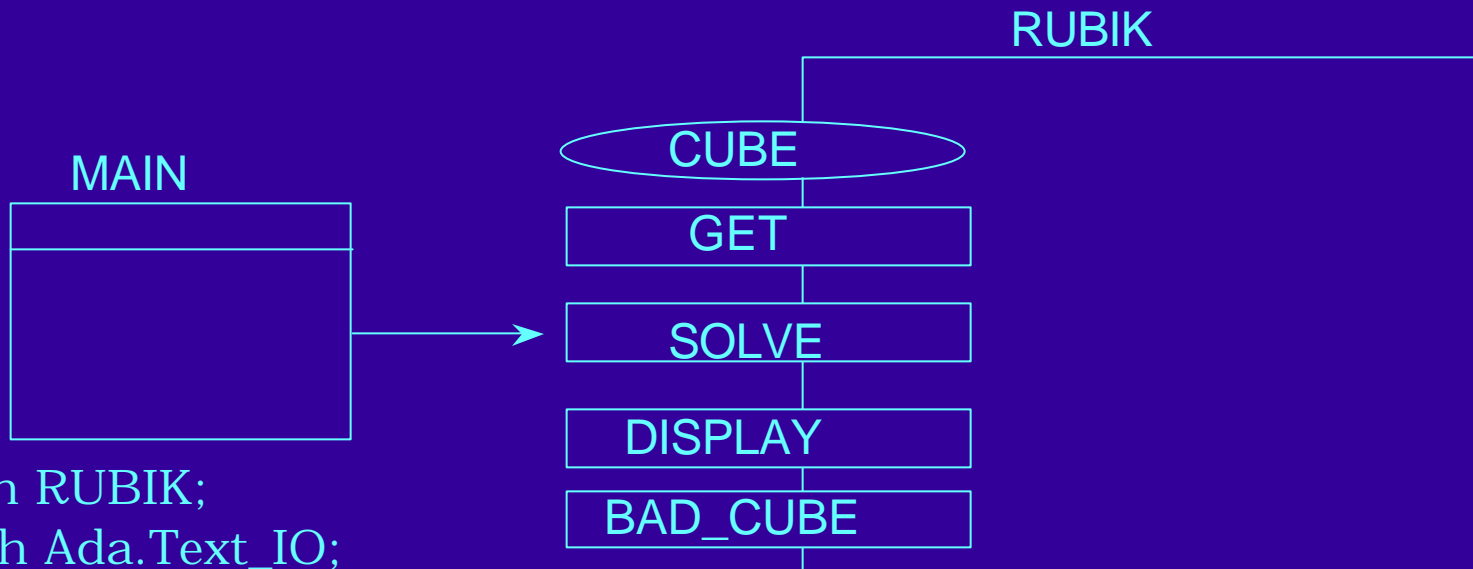 RUBIK
CUBE
MAIN
GET
SOLVE
DISPLAY
BAD_CUBE
RUBIK;
Ada.Text_IO;